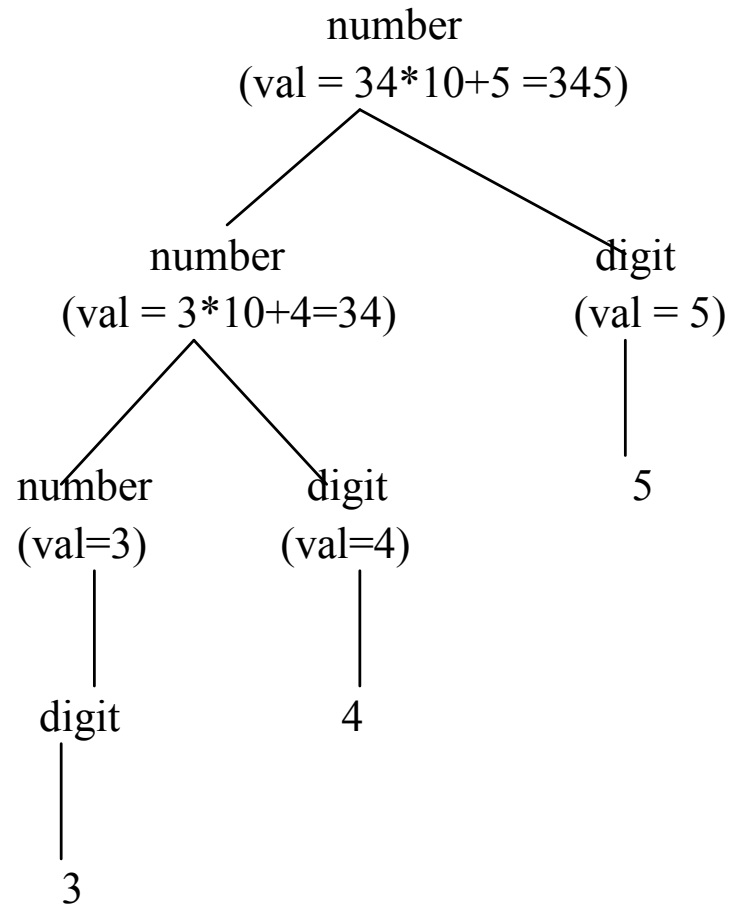 number
(val = 34*10+5 =345)
number
digit
(val = 3*10+4=34)
(val = 5)
number
digit
5
(val=3)
(val=4)
digit
4
3